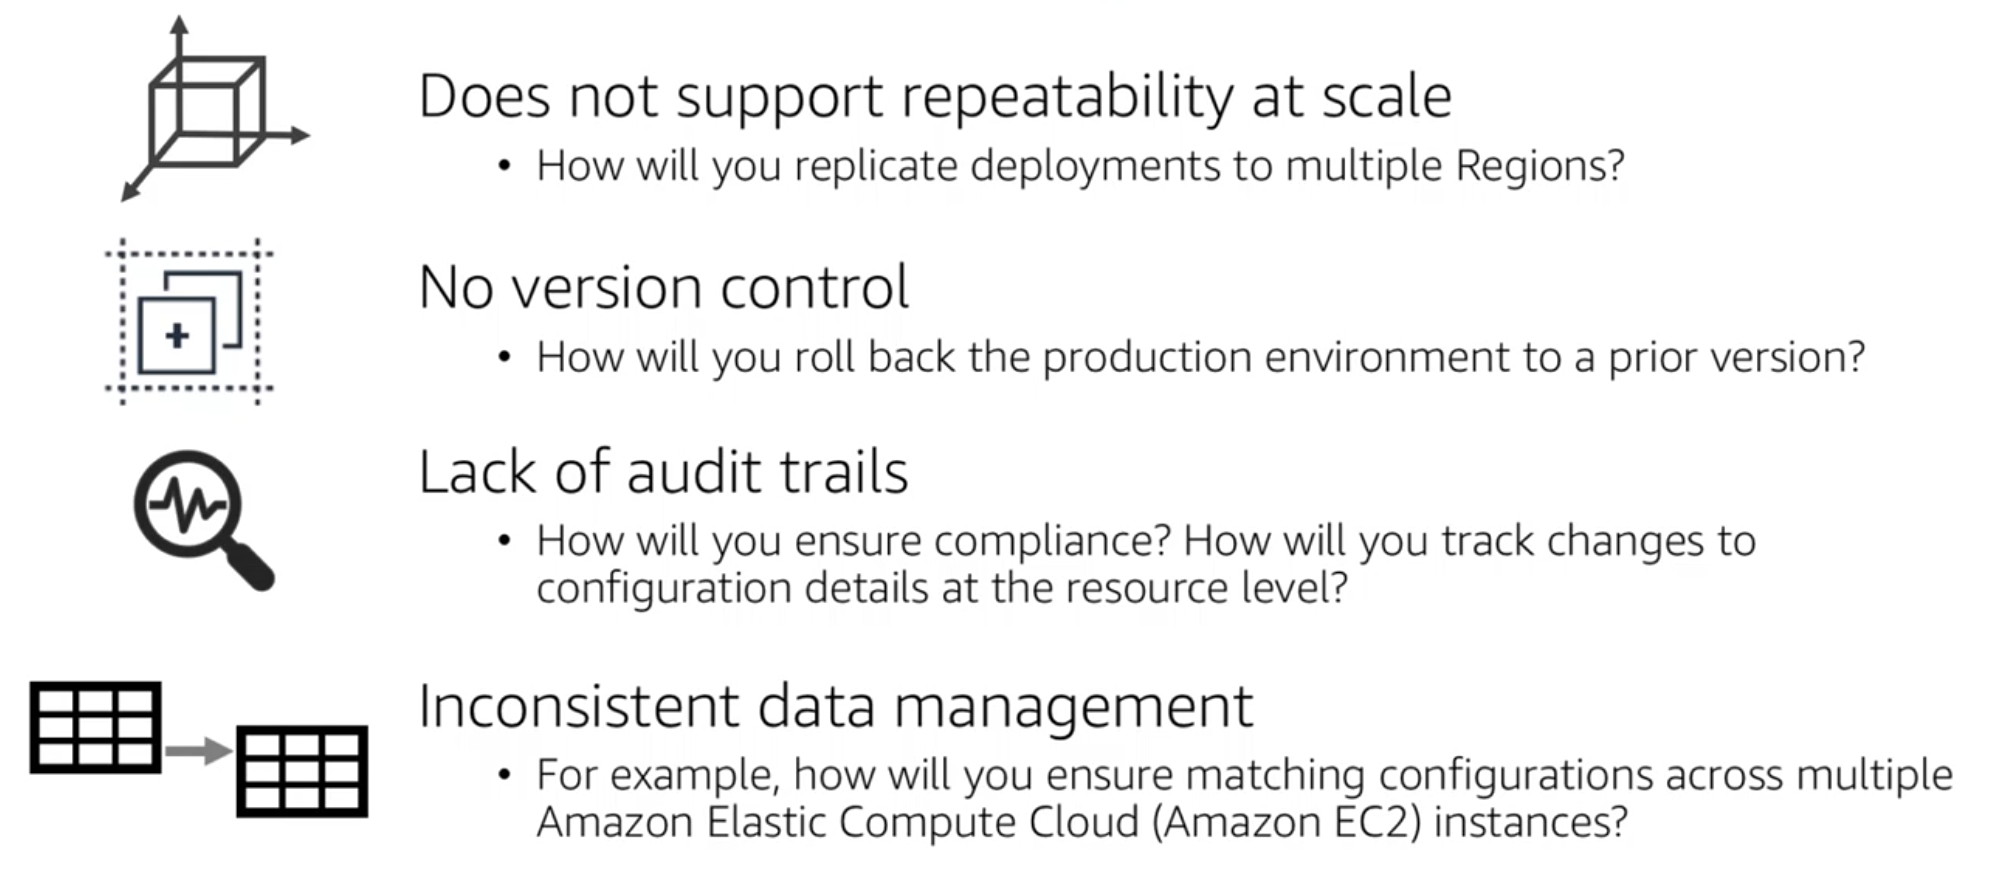 Does not support repeatability at scale
• How will you replicate deployments to multiple Regions?
No version control
• How will you roll back the production environment to a prior version?
Lack of audit trails
• How will you ensure compliance? How will you track changes to
configuration details at the resource level?
Inconsistent data management
• For example, how will you ensure matching configurations across multiple
Amazon Elastic Compute Cloud (Amazon EC2) instances?